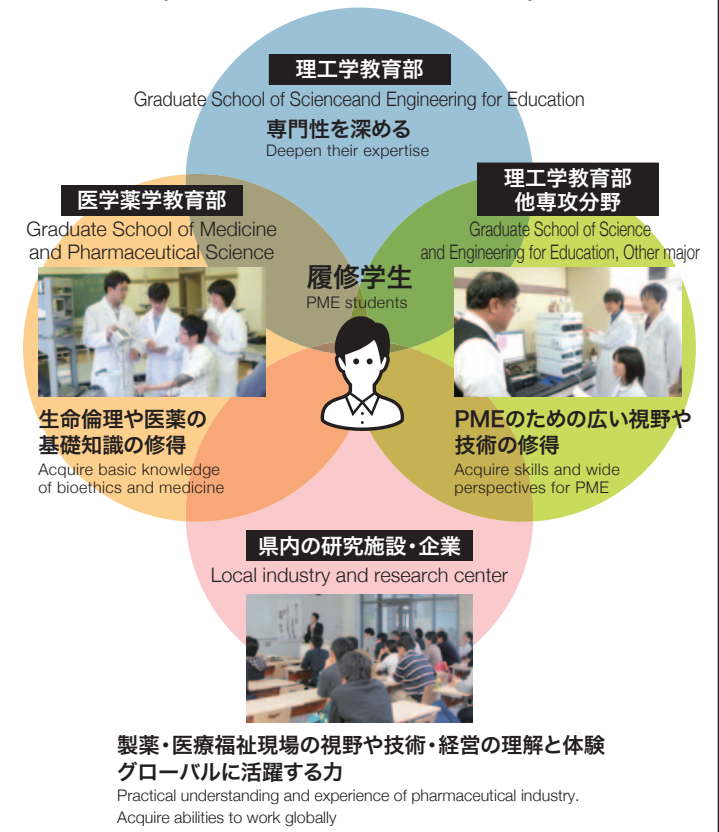 理工学教育部
Graduate School of Scienceand Engineering for Education
専門性を深める
Deepen their expertise
医学薬学教育部
Graduate School of Medicine
and Pharmaceutical Science
理工学教育部
他専攻分野
Graduate School of Science
and Engineering for Education, Other major
履修学生
PME students
生命倫理や医薬の
基礎知識の修得
Acquire basic knowledge
of bioethics and medicine
PMEのための広い視野や
技術の修得
Acquire skills and wide
perspectives for PME
県内の研究施設・企業
Local industry and research center
製薬・医療福祉現場の視野や技術・経営の理解と体験
グローバルに活躍する力
Practical understanding and experience of pharmaceutical industry.
Acquire abilities to work globally